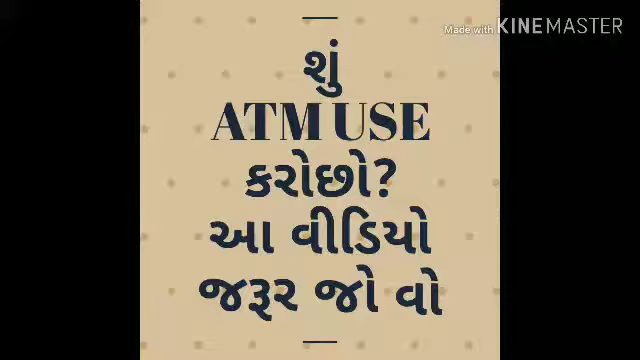 Made with KINEMASTER
શું
ATM USE
કરોછો?
આ વીડિયો
જરૂર જો વો